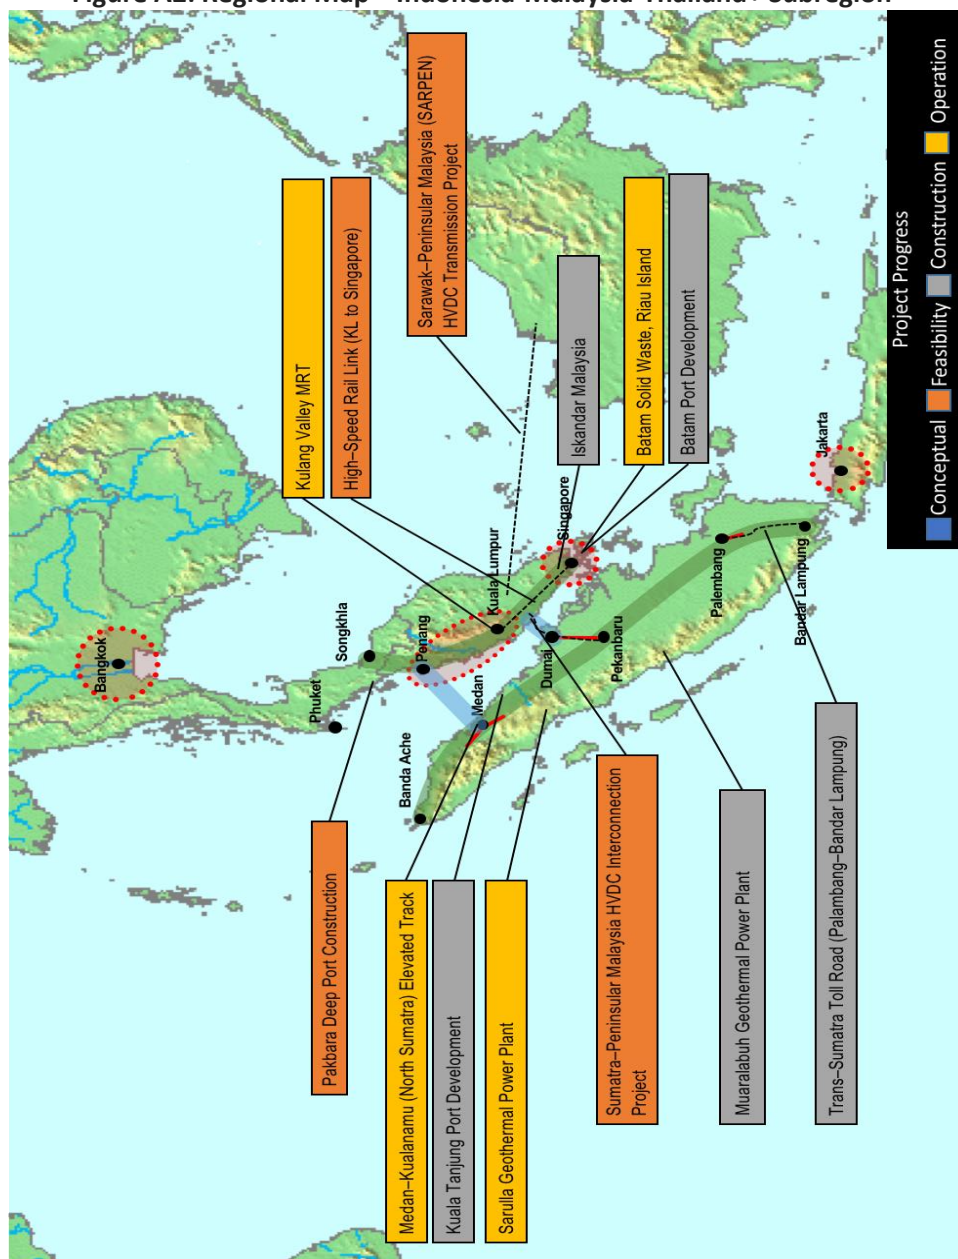 Figure A2. Regional Map – Indonesia-Malaysia-Thailand+ Subregion
Sarawak–Peninsular Malaysia (SARPEN)
HVDC Transmission Project
Kulang Valley MRT
High–Speed Rail Link (KL to Singapore)
Iskandar Malaysia
Batam Solid Waste, Riau Island
Batam Port Development
Bangkok
Songkhla
Phuket
Penang
Kuala Lumpur
Singapore
Banda Ache
Medan
Dumai
Pekanbaru
Palembang
Bandar Lampung
Jakarta
Pakbara Deep Port Construction
Medan–Kualanamu (North Sumatra) Elevated Track
Kuala Tanjung Port Development
Sarulla Geothermal Power Plant
Sumatra–Peninsular Malaysia HVDC Interconnection
Project
Muaralabuh Geothermal Power Plant
Trans–Sumatra Toll Road (Palambang–Bandar Lampung)
Project Progress
Conceptual Feasibility Construction Operation